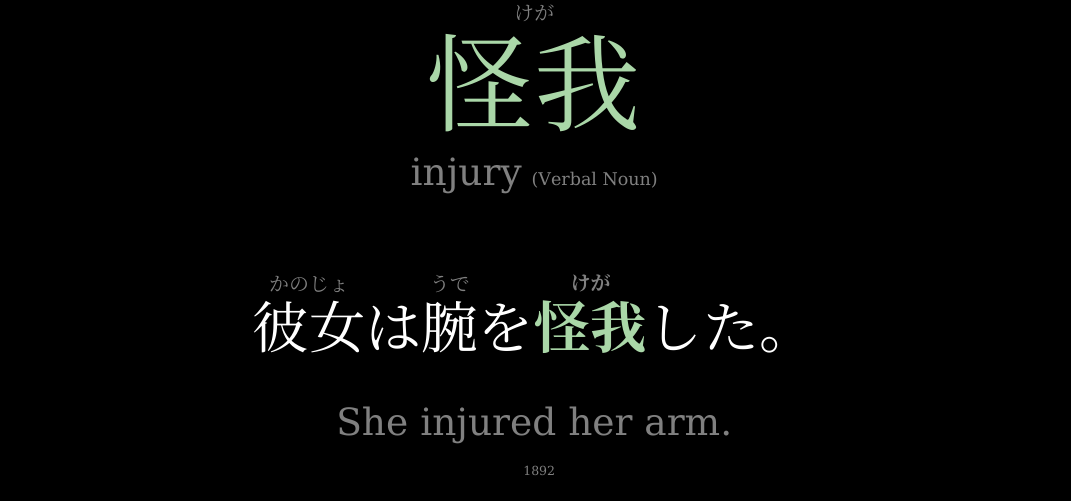 けが
怪我
injury (Verbal Noun)
かのじょ うで けが
彼女は腕を怪我した。
She injured her arm.
1892